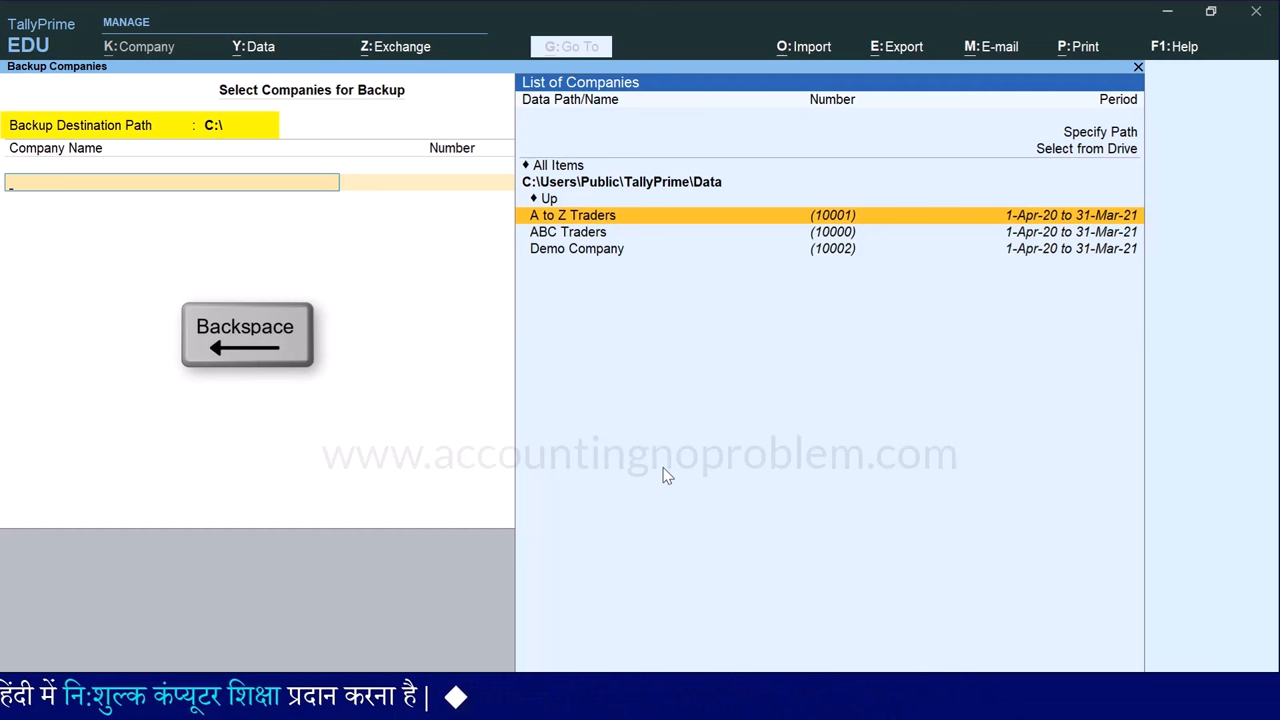 TallyPrime
EDU
MANAGE
K:Company
Y:Data
Z:Exchange
G:Go To
O:Import
E:Export
M:E-mail
P:Print
F1:Help
Backup Companies
Select Companies for Backup
Backup Destination Path : C:\
Company Name Number
List of Companies
Data Path/Name Number Period
Specify Path
Select from Drive
♦ All Items
C:\Users\Public\TallyPrime\Data
♦ Up
A to Z Traders (10001) 1-Apr-20 to 31-Mar-21
ABC Traders (10000) 1-Apr-20 to 31-Mar-21
Demo Company (10002) 1-Apr-20 to 31-Mar-21
Backspace
www.accountingnoproblem.com
हिंदी में नि:शुल्क कंप्यूटर शिक्षा प्रदान करना है | ◆